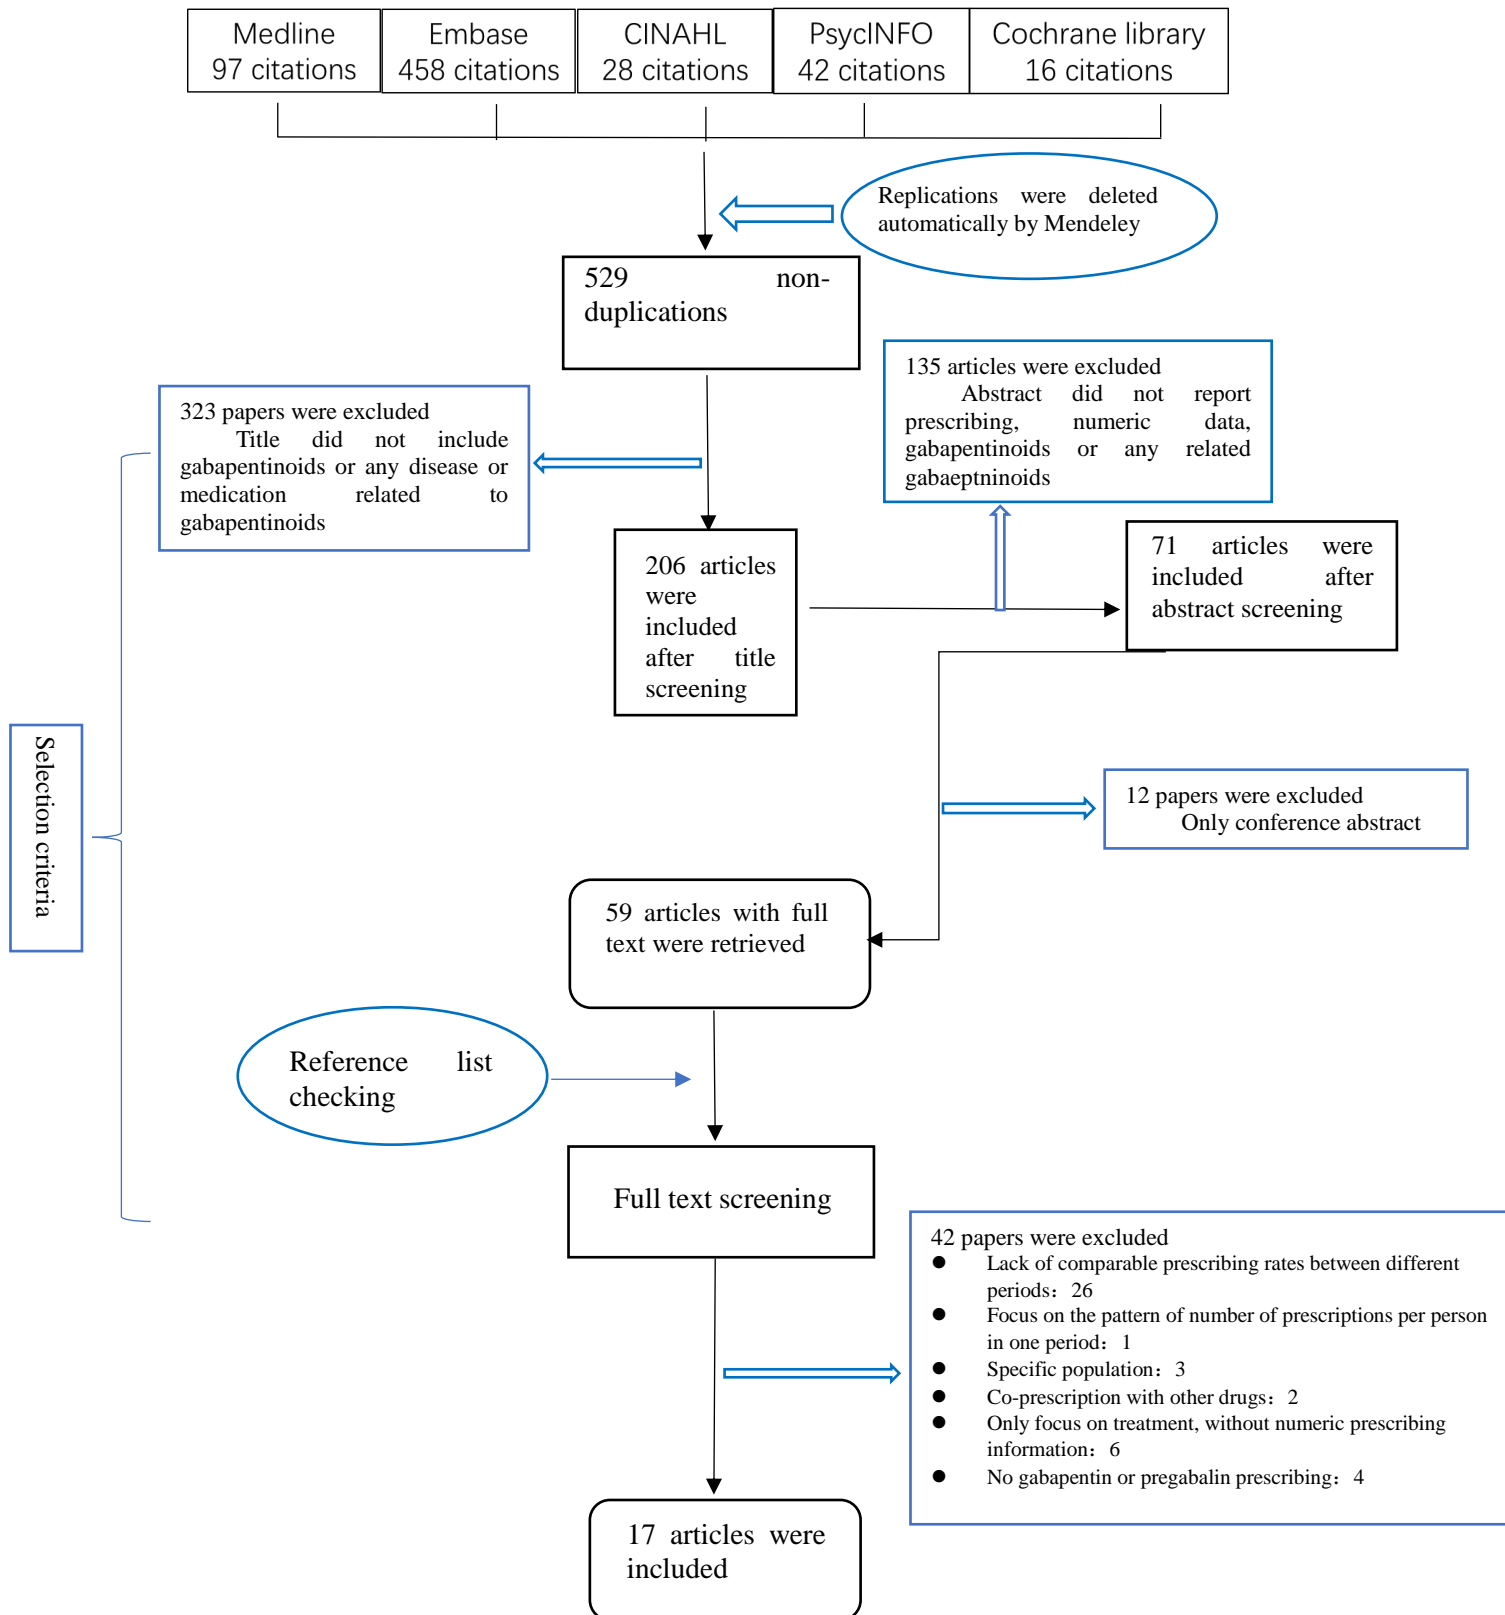 Medline
97 citations
Embase
458 citations
CINAHL
28 citations
PsycINFO
42 citations
Cochrane library
16 citations
Replications were deleted
automatically by Mendeley
529 non-
duplications
135 articles were excluded
Abstract did not report
prescribing, numeric data,
gabapentinoids or any related
gabaeptninoids
323 papers were excluded
Title did not include
gabapentinoids or any disease or
medication related to
gabapentinoids
206 articles
were
included
after title
screening
71 articles were
included after
abstract screening
Selection criteria
12 papers were excluded
Only conference abstract
59 articles with full
text were retrieved
Reference list
checking
Full text screening
42 papers were excluded
● Lack of comparable prescribing rates between different
periods：26
● Focus on the pattern of number of prescriptions per person
in one period：1
● Specific population：3
● Co-prescription with other drugs：2
● Only focus on treatment, without numeric prescribing
information：6
● No gabapentin or pregabalin prescribing：4
17 articles were
included